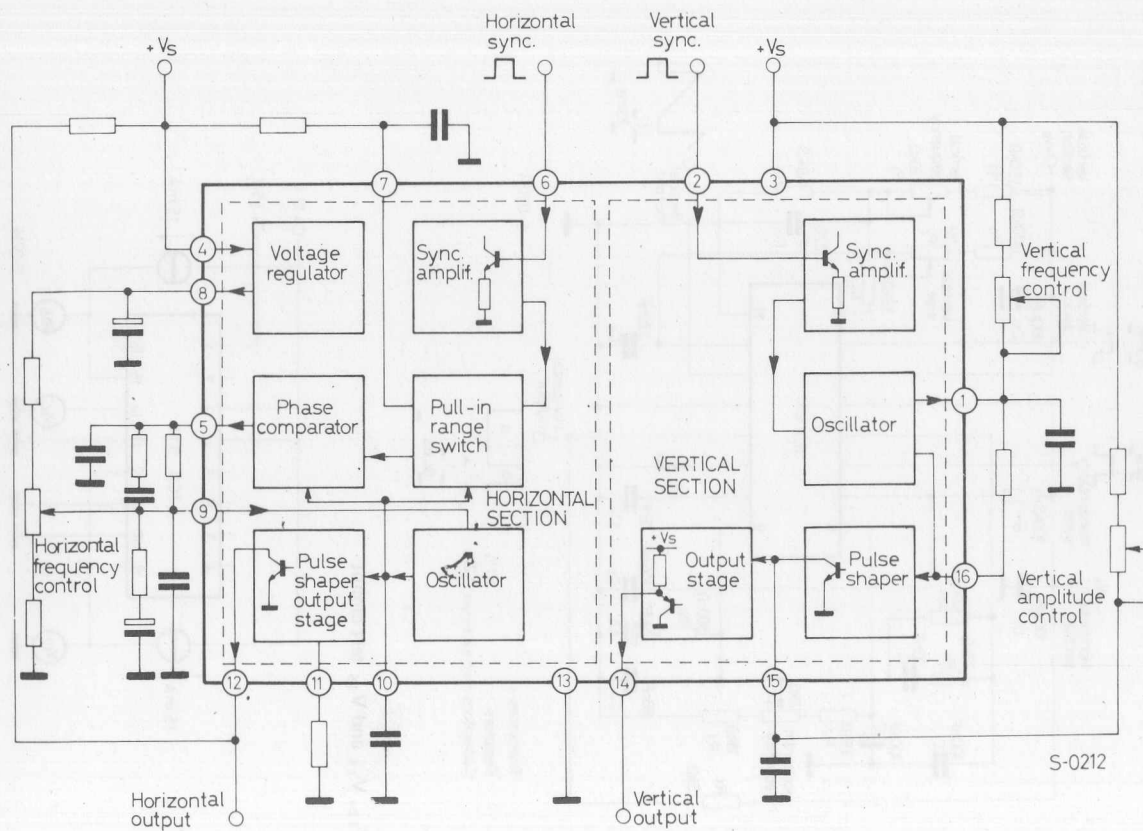 Horizontal
sync.
Vertical
sync.
+ Vs
+ Vs
7
6
2
3
4
Voltage
regulator
Sync.
amplif.
Sync.
amplif.
Vertical
frequency
control
8
Phase
comparator
Pull-in
range
switch
Oscillator
1
5
VERTICAL
SECTION
9
HORIZONTAL
SECTION
Horizontal
frequency
control
Pulse
shaper
output
stage
Oscillator
+ Vs
Output
stage
Pulse
shaper
16
Vertical
amplitude
control
12
11
10
13
14
15
S-0212
Horizontal
output
Vertical
output